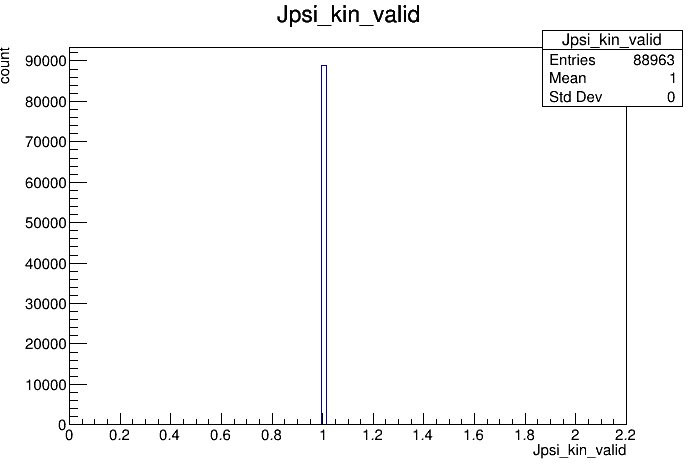 Jpsi_kin_valid
Jpsi_kin_valid
Entries 88963
Mean 1
Std Dev 0
count
90000
80000
70000
60000
50000
40000
30000
20000
10000
0
0 0.2 0.4 0.6 0.8 1 1.2 1.4 1.6 1.8 2 2.2
Jpsi_kin_valid